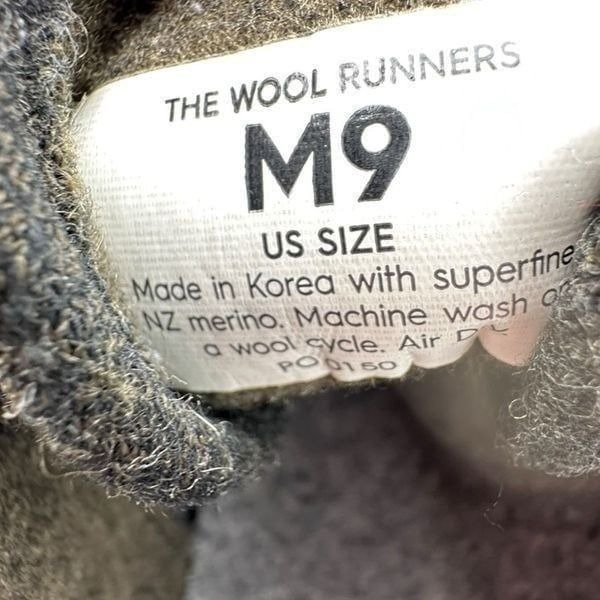 THE WOOL RUNNERS
M9
US SIZE
Made in Korea with superfine
NZ merino. Machine wash on
a wool cycle. Air
PO 0150